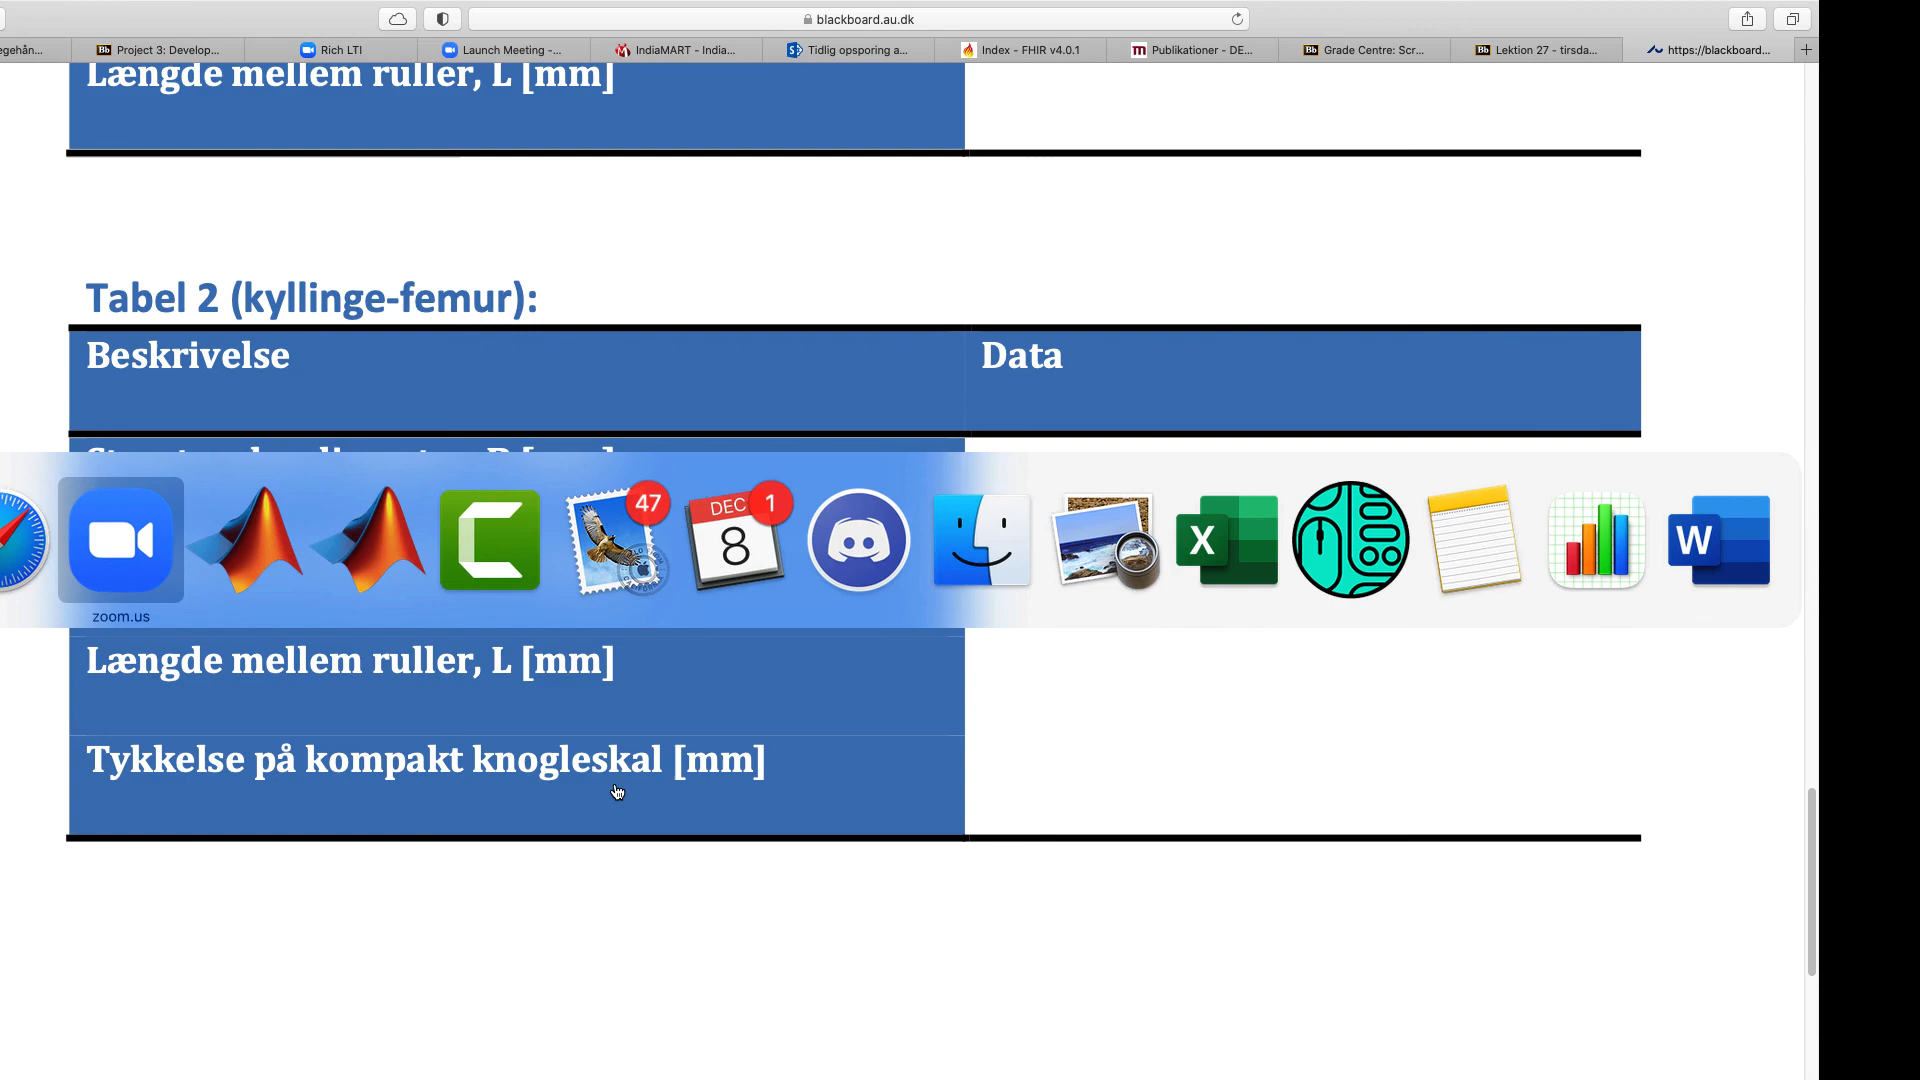 blackboard.au.dk
egehån...
Project 3: Develop...
Rich LTI
Launch Meeting -...
IndiaMART - India...
Tidlig opsporing a...
Index - FHIR v4.0.1
Publikationer - DE...
Grade Centre: Scr...
Lektion 27 - tirsda...
https://blackboard...
Længde mellem ruller, L [mm]
Tabel 2 (kyllinge-femur):
Beskrivelse
Data
47
DEC 1
8
zoom.us
Længde mellem ruller, L [mm]
Tykkelse på kompakt knogleskal [mm]